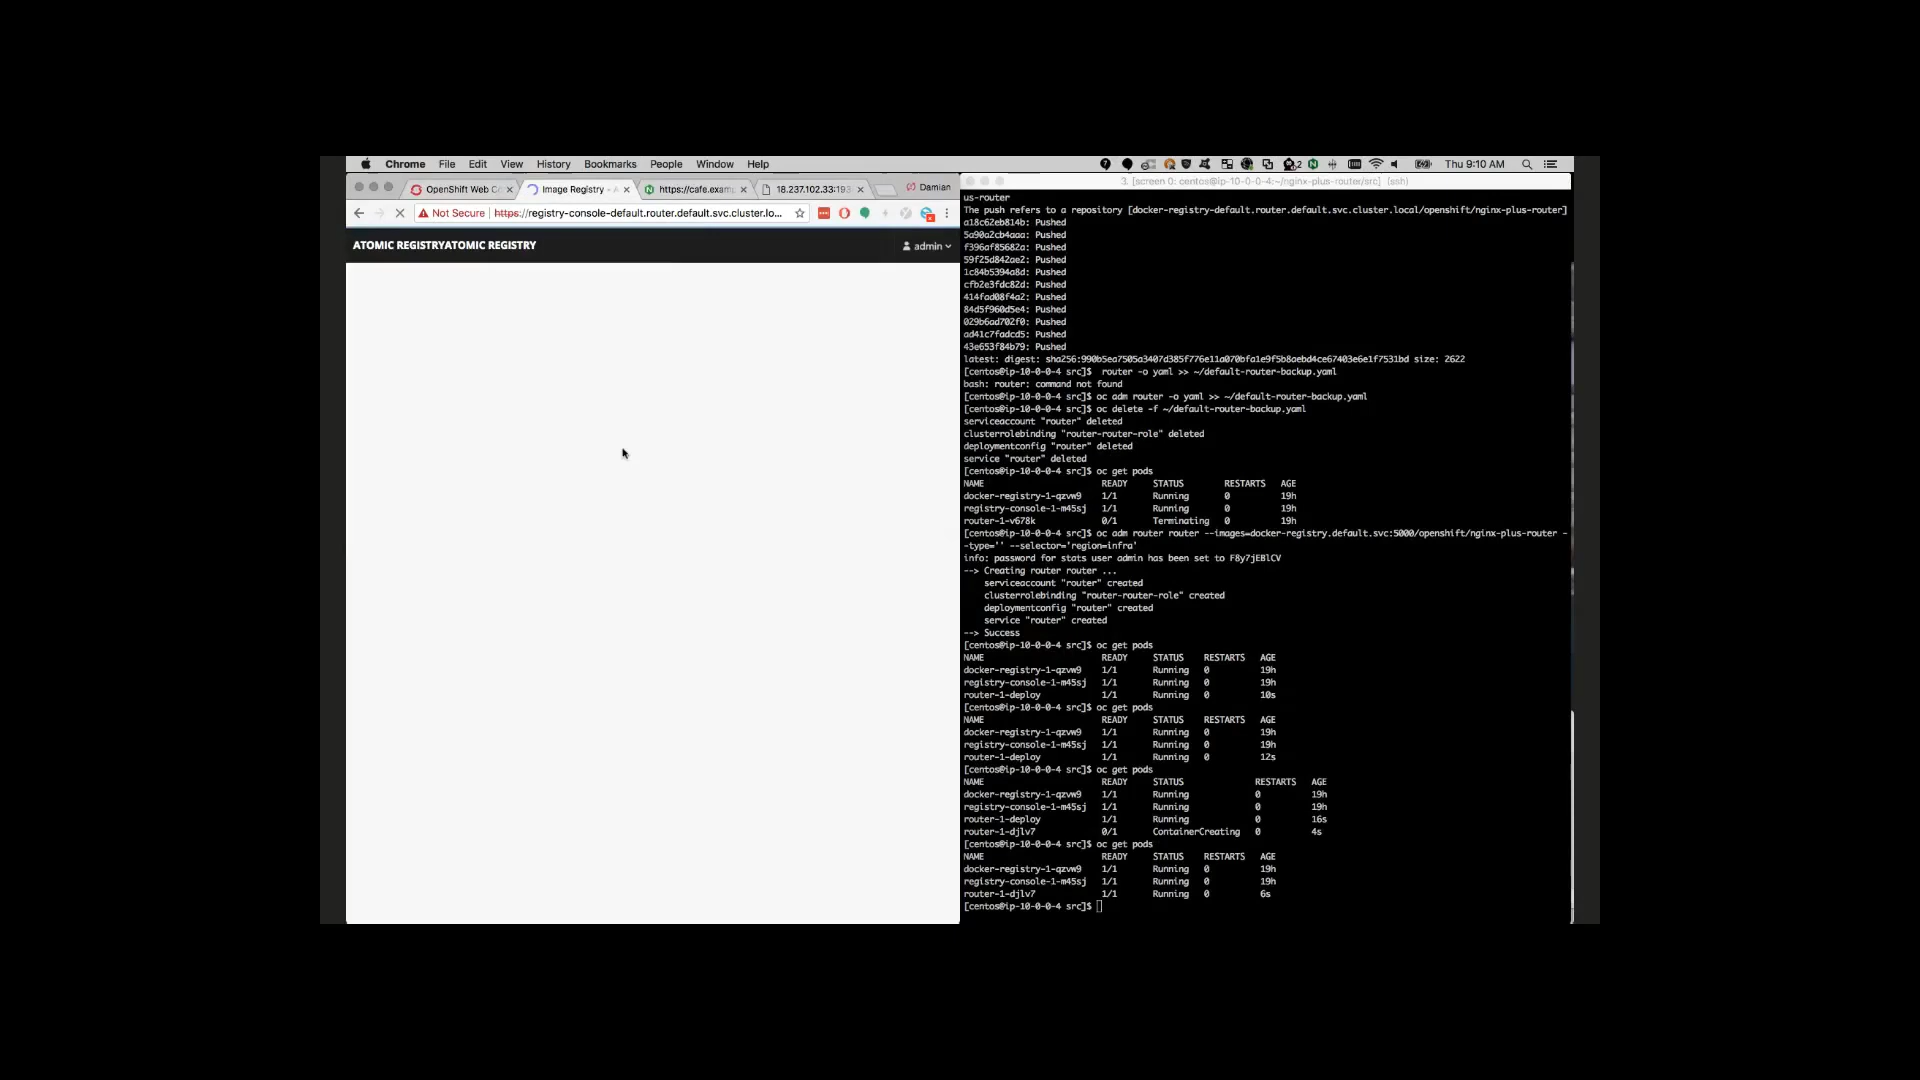 Chrome File Edit View History Bookmarks People Window Help
Thu 9:10 AM
OpenShift Web C
Image Registry - A
https://cafe.examp
18.237.102.33:193
Damian
Not Secure
https://registry-console-default.router.default.svc.cluster.lo...
ATOMIC REGISTRYATOMIC REGISTRY
admin
3. [screen 0: centos@ip-10-0-0-4:~/nginx-plus-router/src] (ssh)
us-router
The push refers to a repository [docker-registry-default.router.default.svc.cluster.local/openshift/nginx-plus-router]
a18c62eb814b: Pushed
5a90a2cb4aaa: Pushed
f396af85682a: Pushed
59f25d842ae2: Pushed
1c84b5394a8d: Pushed
cfb2e3fdc82d: Pushed
414fad08f4a2: Pushed
84d5f960d5e4: Pushed
029b6ad702f0: Pushed
ad41c7fadcd5: Pushed
43e653f84b79: Pushed
latest: digest: sha256:990b5ea7505a3407d385f776e11a070bfa1e9f5b8aebd4ce67403e6e1f7531bd size: 2622
[centos@ip-10-0-0-4 src]$  router -o yaml >> ~/default-router-backup.yaml
bash: router: command not found
[centos@ip-10-0-0-4 src]$ oc adm router -o yaml >> ~/default-router-backup.yaml
[centos@ip-10-0-0-4 src]$ oc delete -f ~/default-router-backup.yaml
serviceaccount "router" deleted
clusterrolebinding "router-router-role" deleted
deploymentconfig "router" deleted
service "router" deleted
[centos@ip-10-0-0-4 src]$ oc get pods
NAME READY STATUS RESTARTS AGE
docker-registry-1-qzvw9 1/1 Running 0 19h
registry-console-1-m45sj 1/1 Running 0 19h
router-1-v678k 0/1 Terminating 0 19h
[centos@ip-10-0-0-4 src]$ oc adm router router --images=docker-registry.default.svc:5000/openshift/nginx-plus-router -
-type='' --selector='region=infra'
info: password for stats user admin has been set to F8y7jEBlCV
--> Creating router router ...
serviceaccount "router" created
clusterrolebinding "router-router-role" created
deploymentconfig "router" created
service "router" created
--> Success
[centos@ip-10-0-0-4 src]$ oc get pods
NAME READY STATUS RESTARTS AGE
docker-registry-1-qzvw9 1/1 Running 0 19h
registry-console-1-m45sj 1/1 Running 0 19h
router-1-deploy 1/1 Running 0 10s
[centos@ip-10-0-0-4 src]$ oc get pods
NAME READY STATUS RESTARTS AGE
docker-registry-1-qzvw9 1/1 Running 0 19h
registry-console-1-m45sj 1/1 Running 0 19h
router-1-deploy 1/1 Running 0 12s
[centos@ip-10-0-0-4 src]$ oc get pods
NAME READY STATUS RESTARTS AGE
docker-registry-1-qzvw9 1/1 Running 0 19h
registry-console-1-m45sj 1/1 Running 0 19h
router-1-deploy 1/1 Running 0 16s
router-1-djlv7 0/1 ContainerCreating 0 4s
[centos@ip-10-0-0-4 src]$ oc get pods
NAME READY STATUS RESTARTS AGE
docker-registry-1-qzvw9 1/1 Running 0 19h
registry-console-1-m45sj 1/1 Running 0 19h
router-1-djlv7 1/1 Running 0 6s
[centos@ip-10-0-0-4 src]$